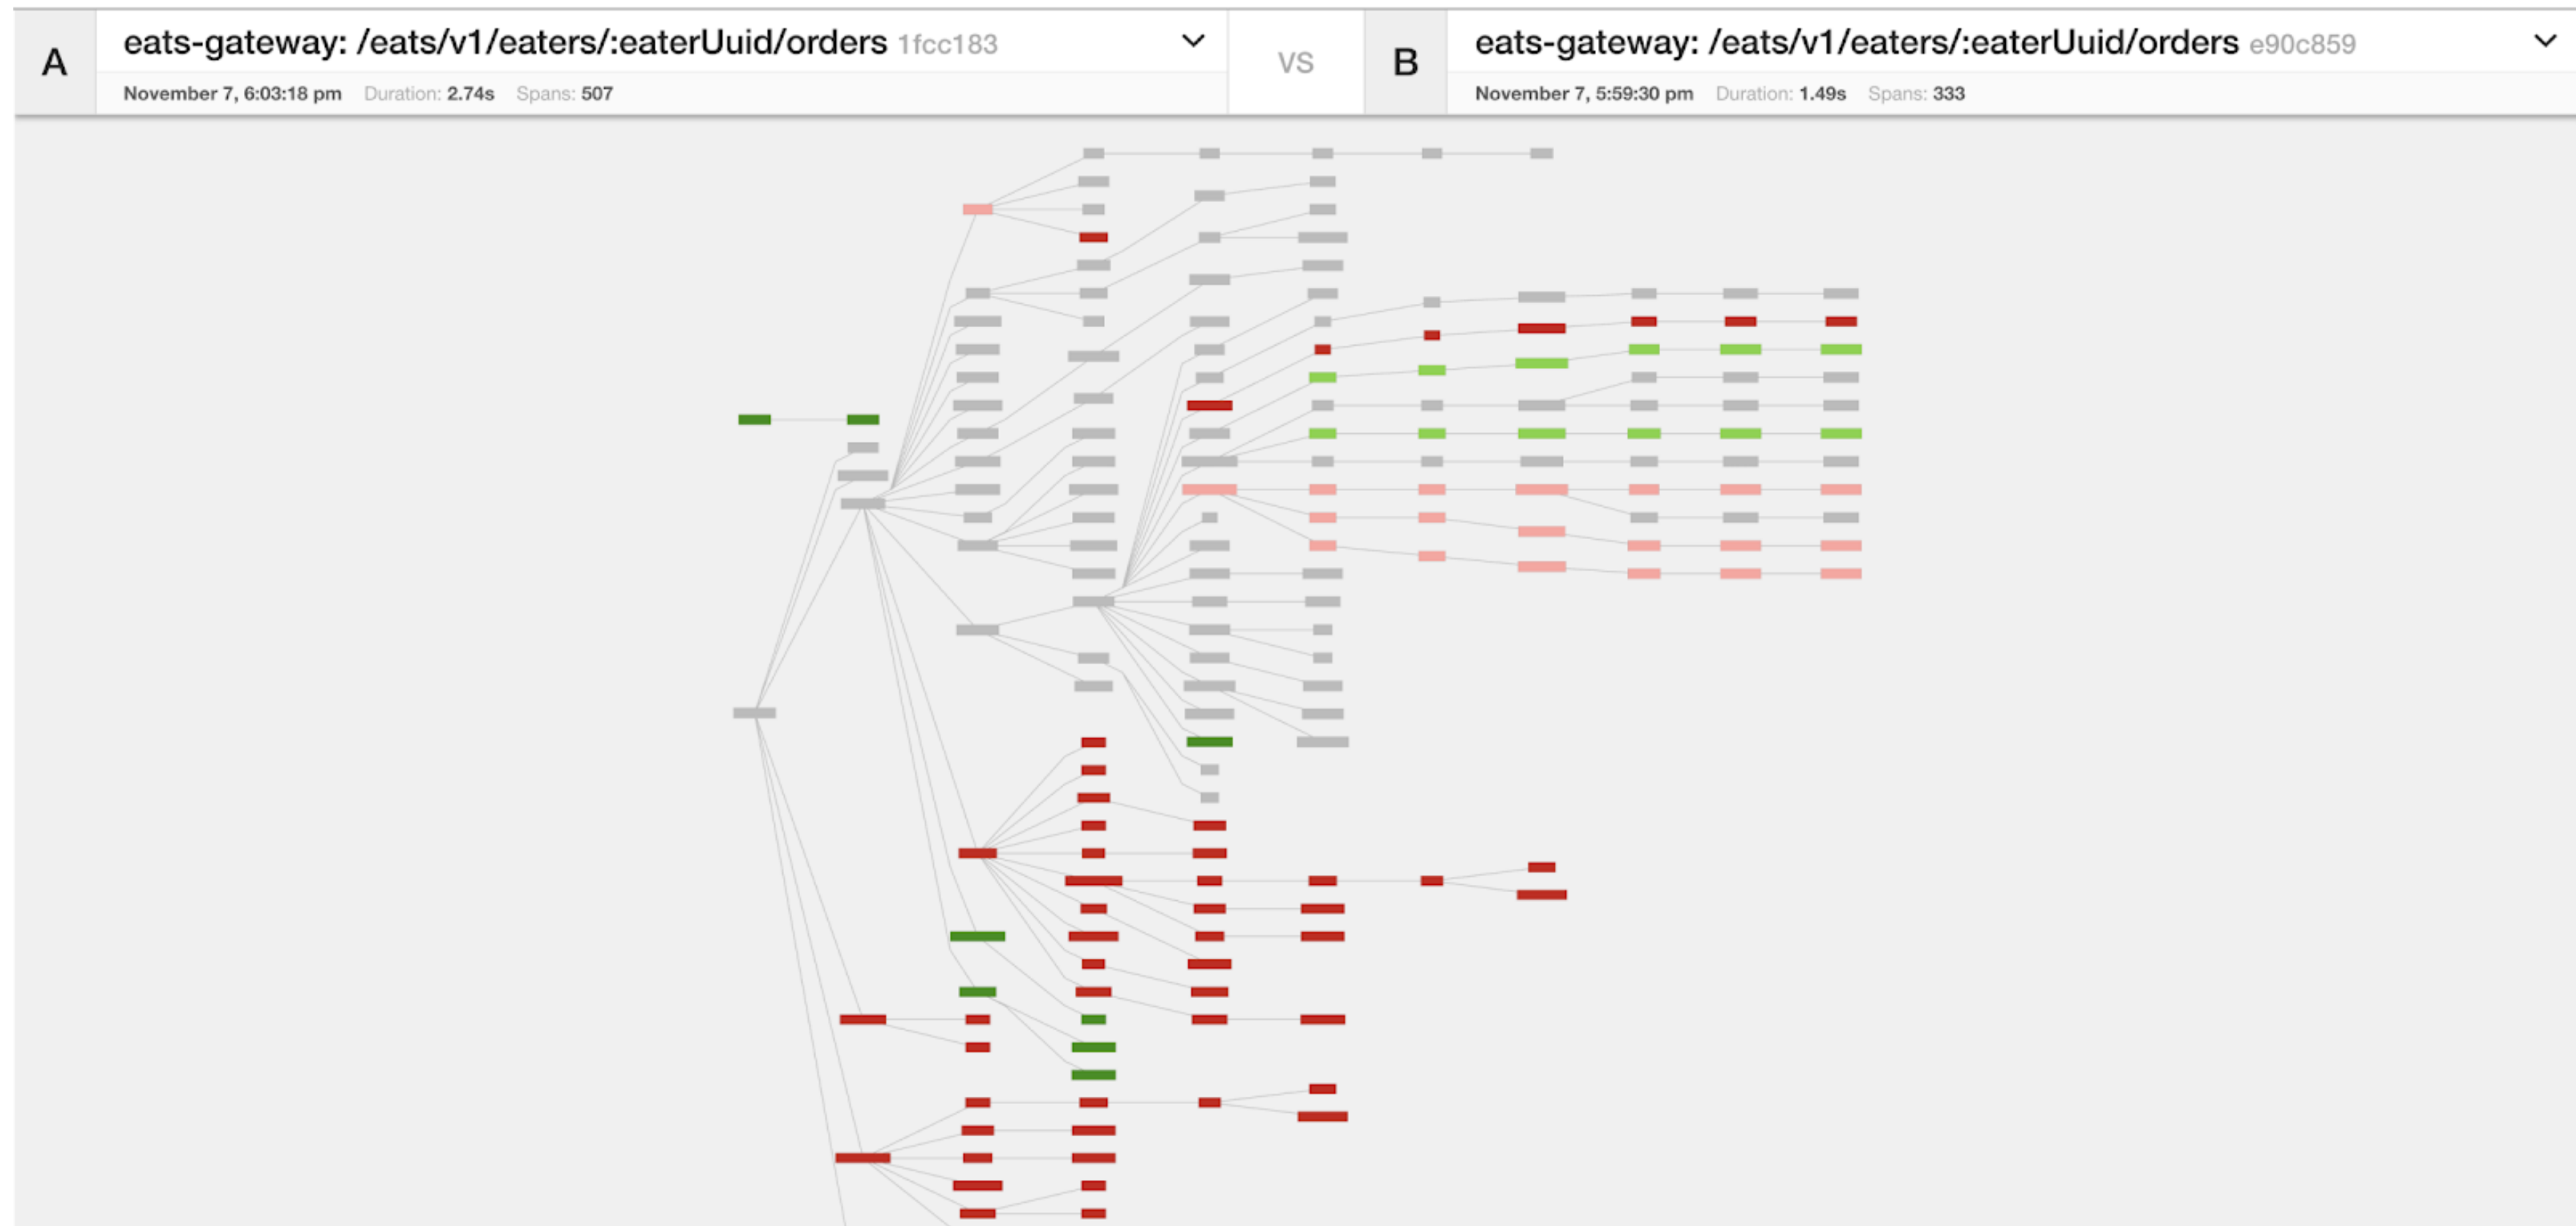 A
eats-gateway: /eats/v1/eaters/:eaterUuid/orders 1fcc183
November 7, 6:03:18 pm Duration: 2.74s Spans: 507
VS
B
eats-gateway: /eats/v1/eaters/:eaterUuid/orders e90c859
November 7, 5:59:30 pm Duration: 1.49s Spans: 333